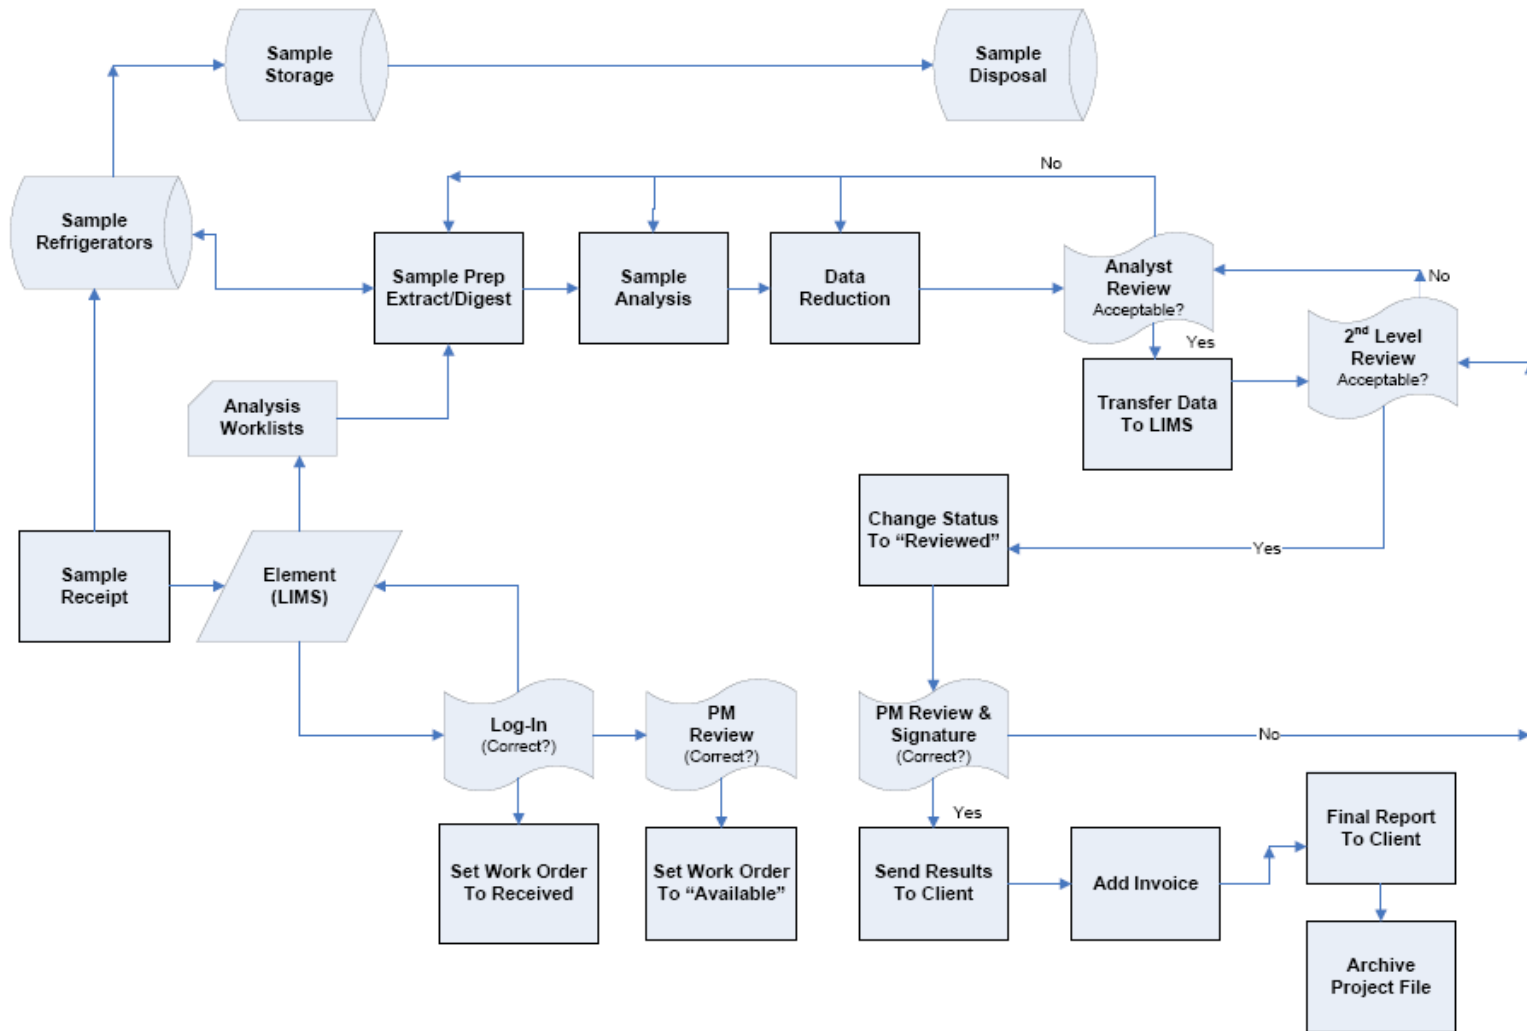 Sample
Storage
Sample
Disposal
No
Sample
Refrigerators
Sample Prep
Extract/Digest
Sample
Analysis
Data
Reduction
Analyst
Review
Acceptable?
No
2nd Level
Review
Acceptable?
Yes
Transfer Data
To LIMS
Analysis
Worklists
Change Status
To “Reviewed”
Yes
Sample
Receipt
Element
(LIMS)
Log-In
(Correct?)
PM
Review
(Correct?)
PM Review &
Signature
(Correct?)
No
Yes
Set Work Order
To Received
Set Work Order
To “Available”
Send Results
To Client
Add Invoice
Final Report
To Client
Archive
Project File